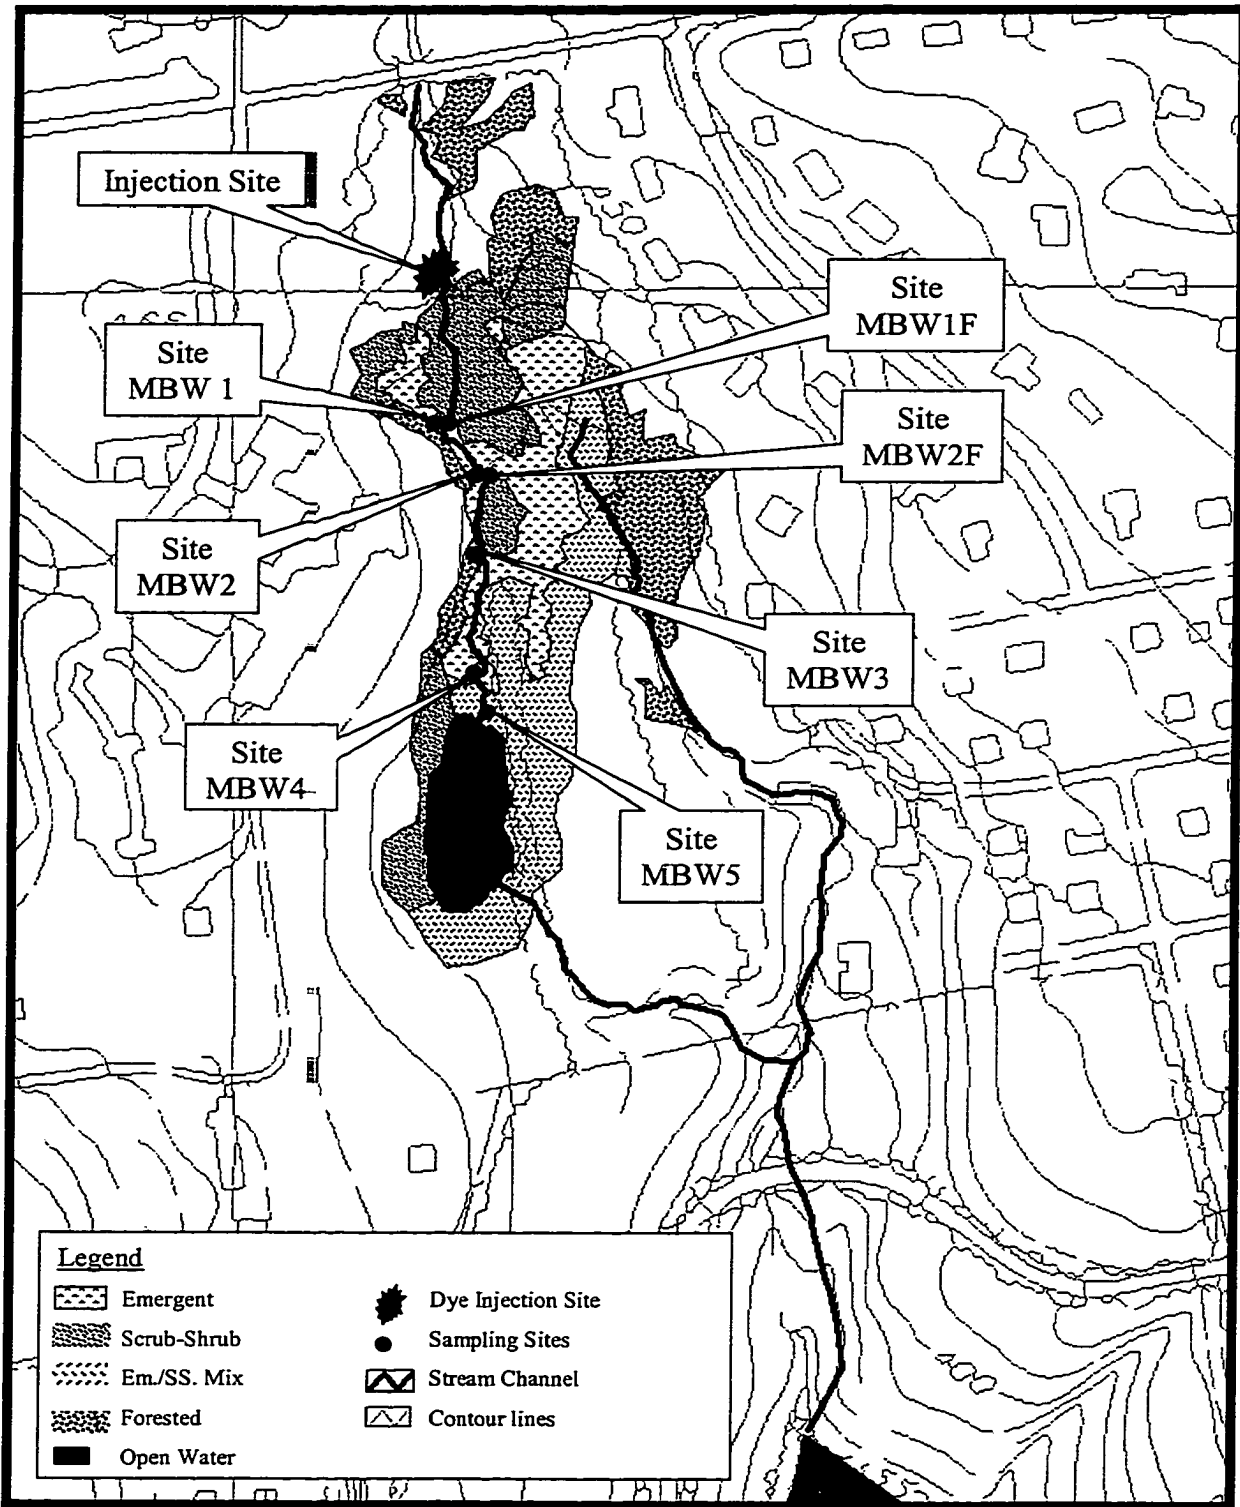 Injection Site
Site
MBW1F
Site
MBW 1
Site
MBW2F
Site
MBW2
Site
MBW3
Site
MBW4
Site
MBW5
Legend
Emergent
Scrub-Shrub
Em./SS. Mix
Forested
Open Water
Dye Injection Site
Sampling Sites
Stream Channel
Contour lines